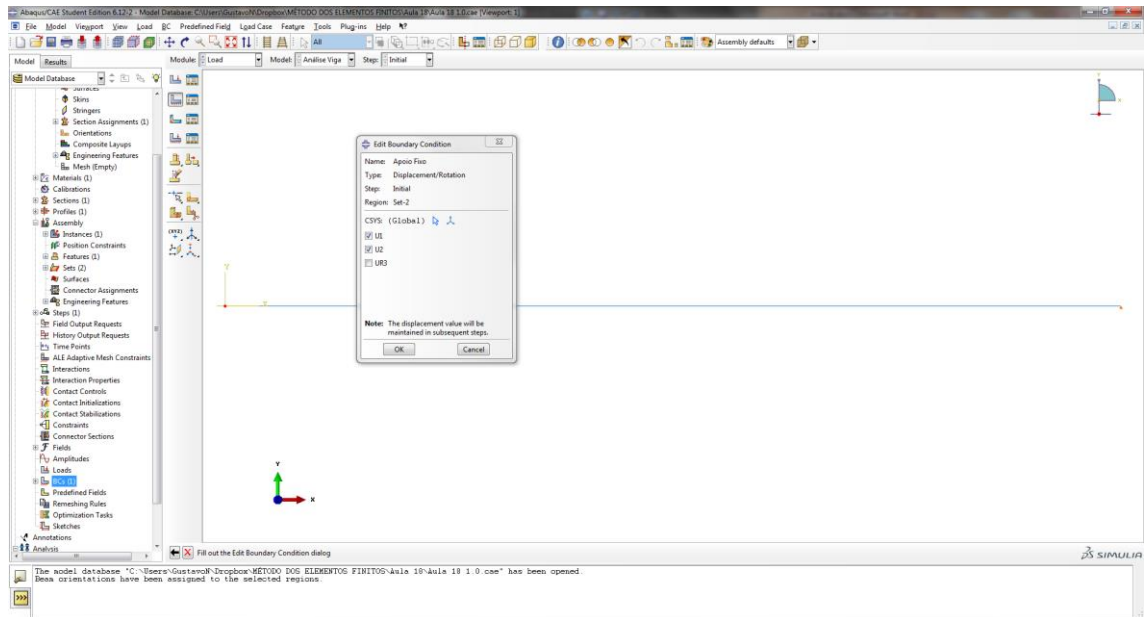 Abaqus/CAE Student Edition 6.12-2 - Model Database: C:\Users\GustavoN\Dropbox\MÉTODO DOS ELEMENTOS FINITOS\Aula 18\Aula 18 1.0.cae [Viewport: 1]
File Model Viewport View Load BC Predefined Field Load Case Feature Tools Plug-ins Help
All Assembly defaults
Model Results
Module: Load Model: Análise Viga Step: Initial
Model Database
Surfaces
Skins
Stringers
Section Assignments (1)
Orientations
Composite Layups
Engineering Features
Mesh (Empty)
Materials (1)
Calibrations
Sections (1)
Profiles (1)
Assembly
Instances (1)
Position Constraints
Features (1)
Sets (2)
Surfaces
Connector Assignments
Engineering Features
Steps (1)
Field Output Requests
History Output Requests
Time Points
ALE Adaptive Mesh Constraints
Interactions
Interaction Properties
Contact Controls
Contact Initializations
Contact Stabilizations
Constraints
Connector Sections
Fields
Amplitudes
Loads
BCs (1)
Predefined Fields
Remeshing Rules
Optimization Tasks
Sketches
Annotations
Analysis
Edit Boundary Condition
Name: Apoio Fixo
Type: Displacement/Rotation
Step: Initial
Region: Set-2
CSYS: (Global)
U1
U2
UR3
Note: The displacement value will be
maintained in subsequent steps.
OK Cancel
Y
X
Fill out the Edit Boundary Condition dialog
SIMULIA
The model database "C:\Users\GustavoN\Dropbox\MÉTODO DOS ELEMENTOS FINITOS\Aula 18\Aula 18 1.0.cae" has been opened.
Beam orientations have been assigned to the selected regions.
>>>